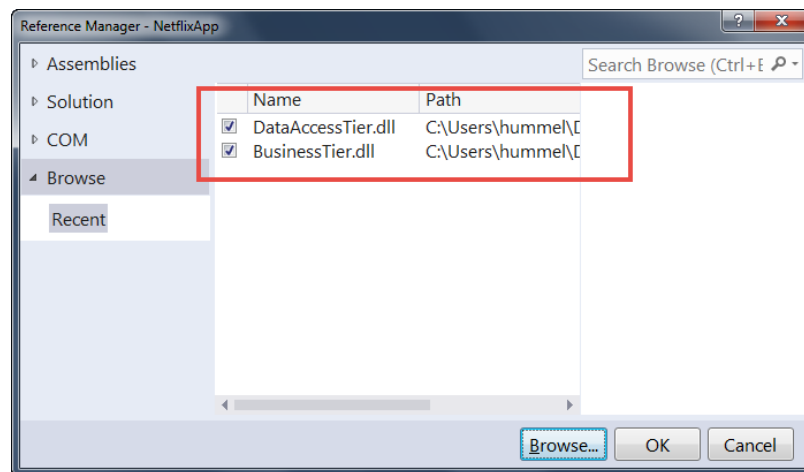 Reference Manager - NetflixApp
Assemblies
Search Browse (Ctrl+E
Solution
Name Path
DataAccessTier.dll C:\Users\hummel\D
COM
BusinessTier.dll C:\Users\hummel\D
Browse
Recent
Browse... OK Cancel